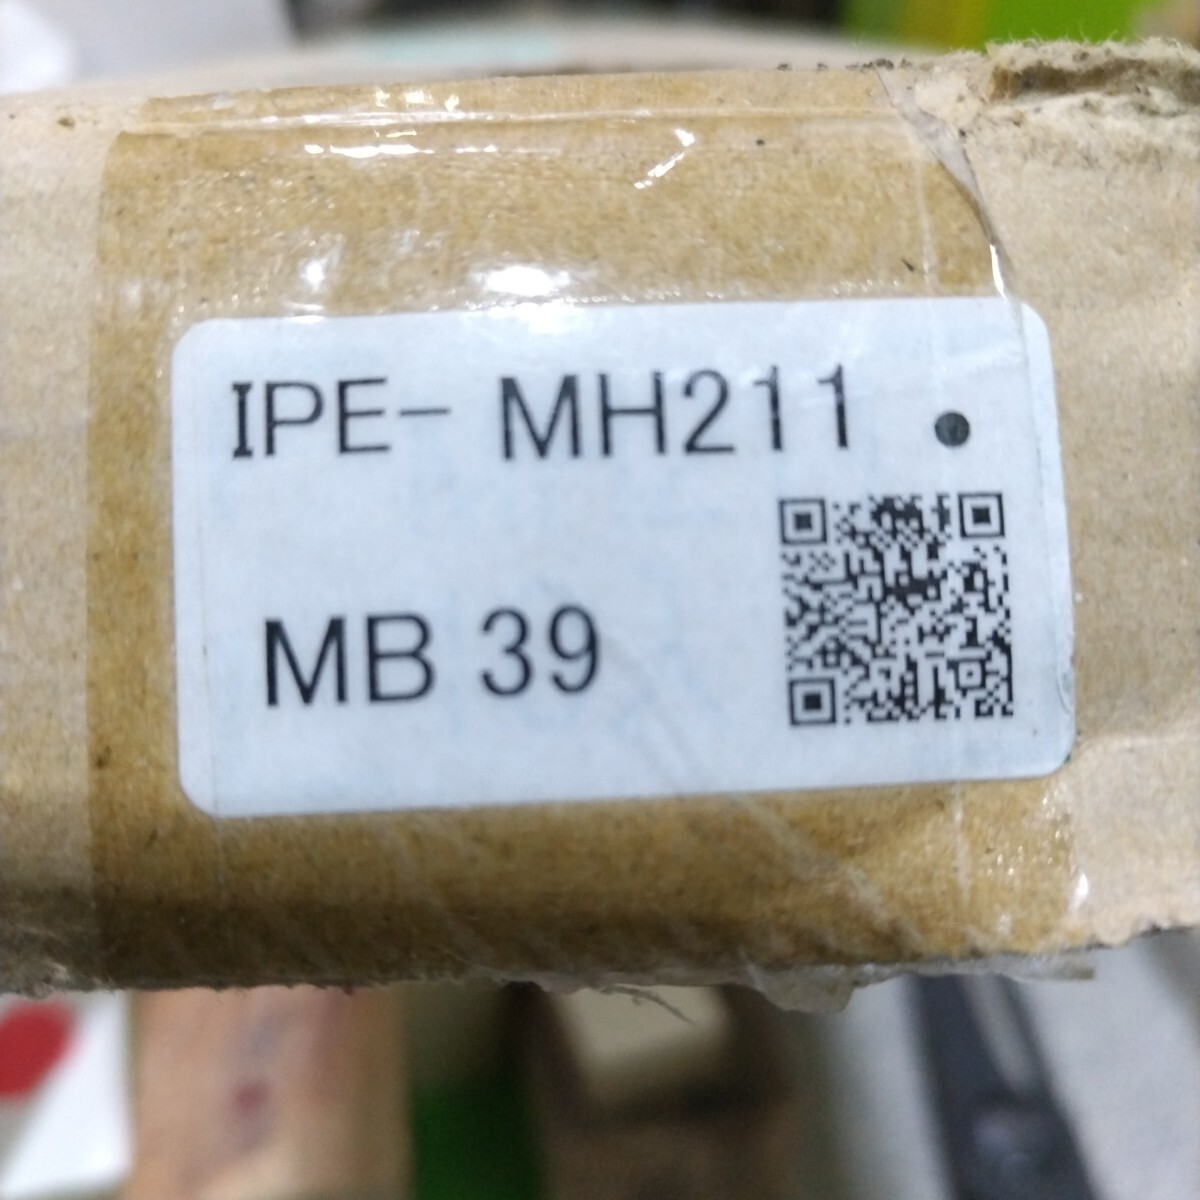 IPE- MH211 •
MB 39